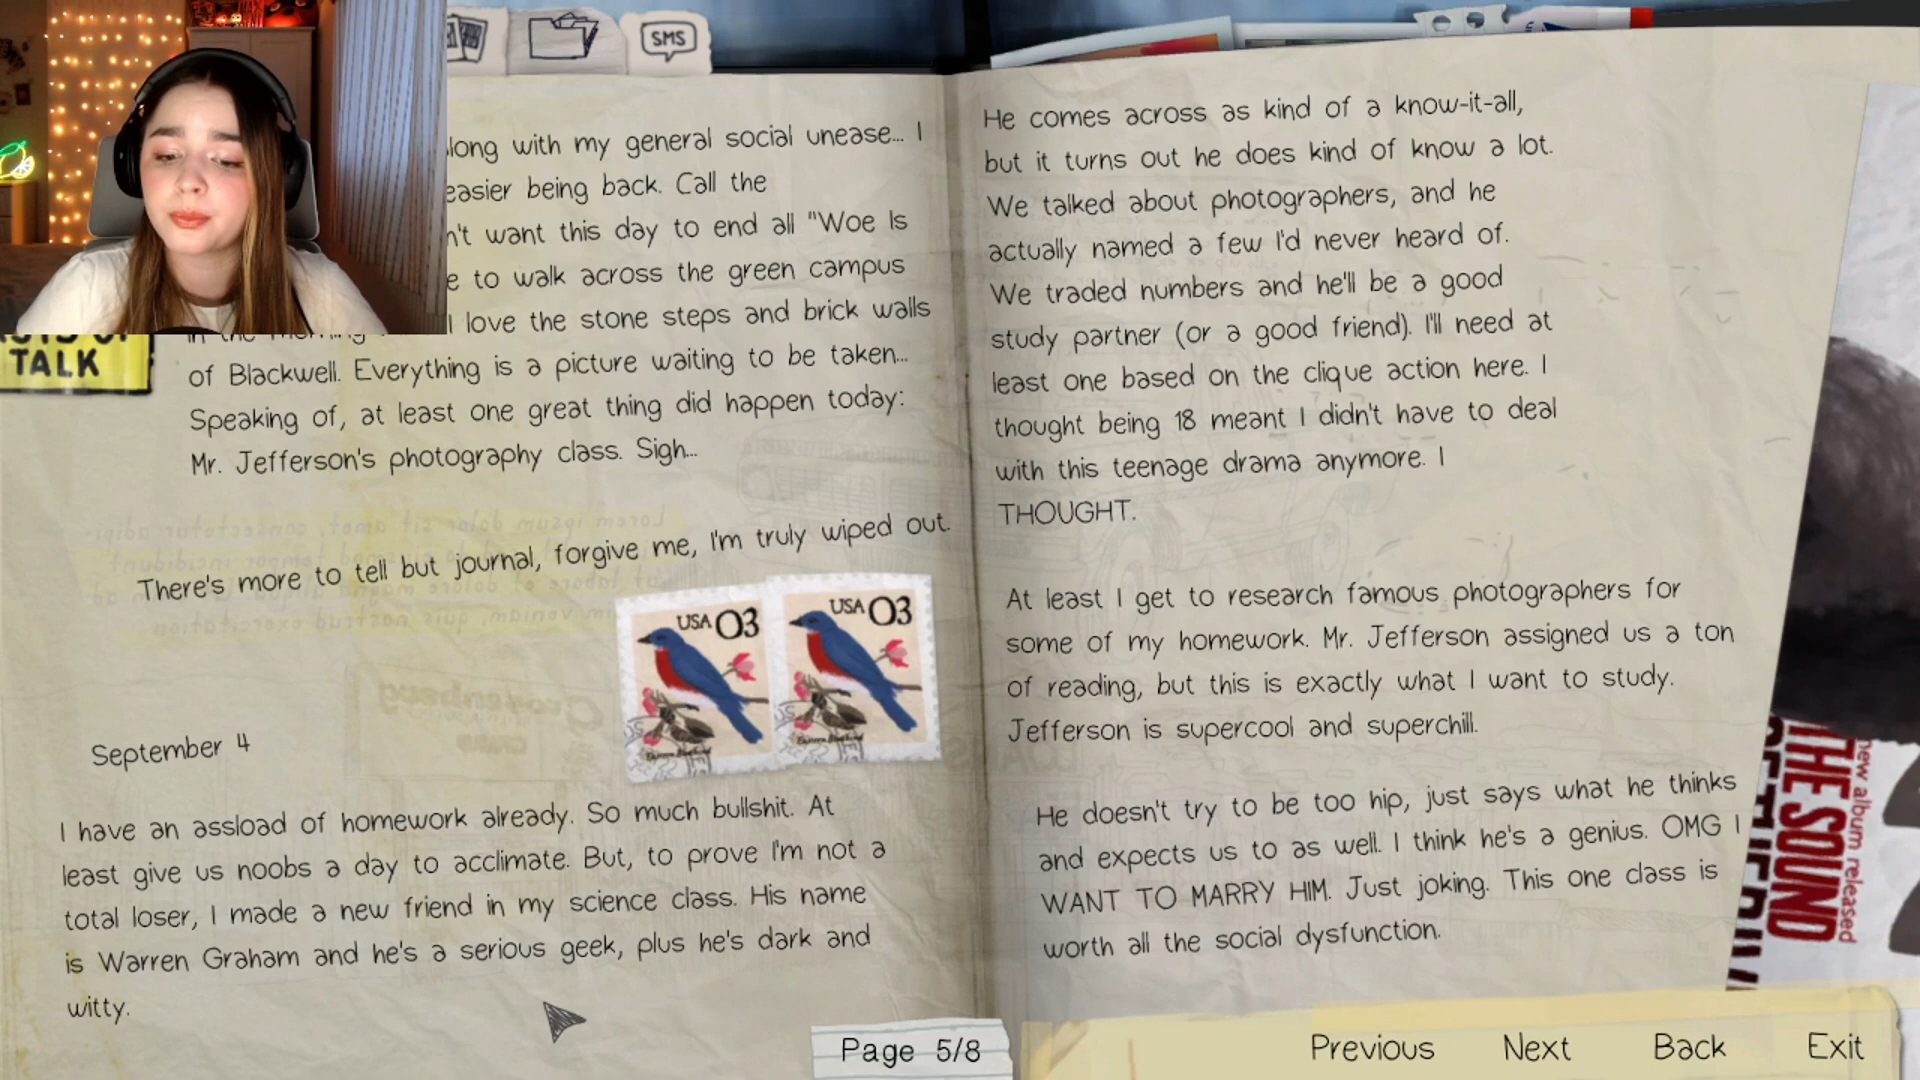 SMS
long with my general social unease... I
easier being back. Call the
n't want this day to end all "Woe Is
e to walk across the green campus
I love the stone steps and brick walls
of Blackwell. Everything is a picture waiting to be taken...
Speaking of, at least one great thing did happen today:
Mr. Jefferson's photography class. Sigh...
There's more to tell but journal, forgive me, I'm truly wiped out.
TALK
USA 03
USA 03
September 4
I have an assload of homework already. So much bullshit. At
least give us noobs a day to acclimate. But, to prove I'm not a
total loser, I made a new friend in my science class. His name
is Warren Graham and he's a serious geek, plus he's dark and
witty.
He comes across as kind of a know-it-all,
but it turns out he does kind of know a lot.
We talked about photographers, and he
actually named a few I'd never heard of.
We traded numbers and he'll be a good
study partner (or a good friend). I'll need at
least one based on the clique action here. I
thought being 18 meant I didn't have to deal
with this teenage drama anymore. I
THOUGHT.
At least I get to research famous photographers for
some of my homework. Mr. Jefferson assigned us a ton
of reading, but this is exactly what I want to study.
Jefferson is supercool and superchill.
He doesn't try to be too hip, just says what he thinks
and expects us to as well. I think he's a genius. OMG I
WANT TO MARRY HIM. Just joking. This one class is
worth all the social dysfunction.
new album released
THE SOUND
Page 5/8
Previous
Next
Back
Exit